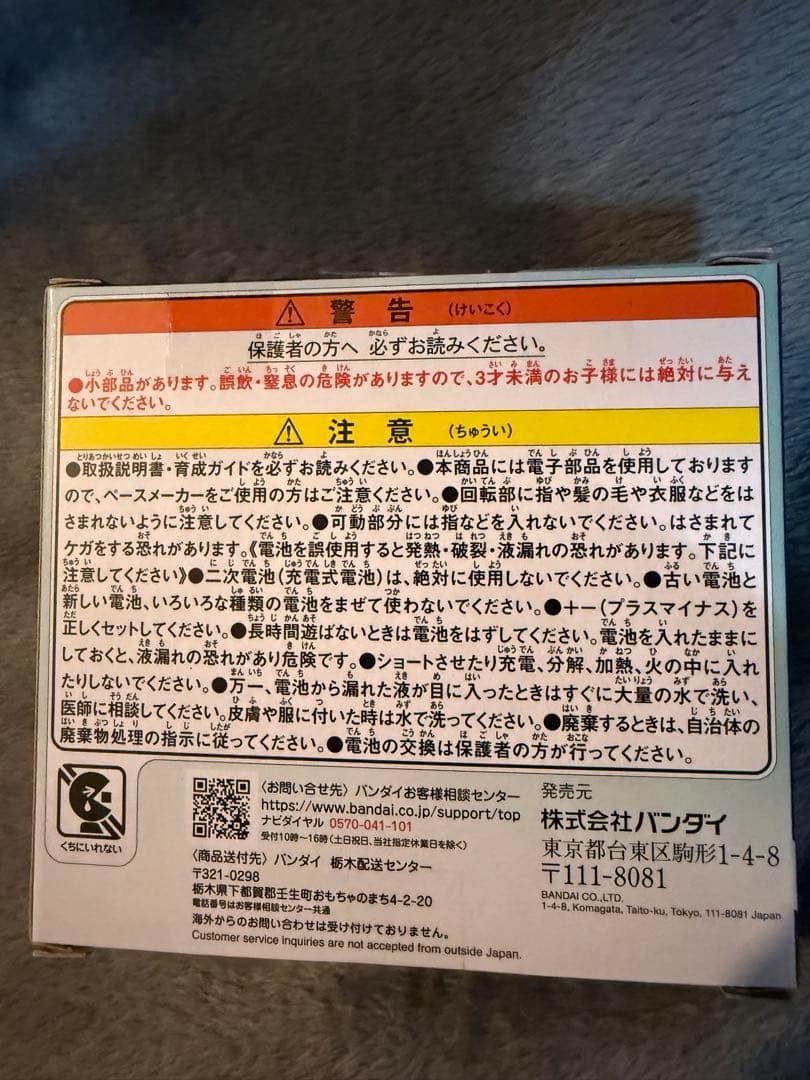 警告 (けいこく)
保護者の方へ 必ずお読みください。
●小部品があります。誤飲・窒息の危険がありますので、3才未満のお子様には絶対に与え
ないでください。
注意 (ちゅうい)
●取扱説明書・育成ガイドを必ずお読みください。●本商品には電子部品を使用しております
ので、ペースメーカーをご使用の方はご注意ください。●回転部に指や髪の毛や衣服などをは
さまれないように注意してください。●可動部分には指などを入れないでください。はさまれて
ケガをする恐れがあります。《電池を誤使用すると発熱・破裂・液漏れの恐れがあります。下記に
注意してください》●二次電池(充電式電池)は、絶対に使用しないでください。●古い電池と
新しい電池、いろいろな種類の電池をまぜて使わないでください。●+-(プラスマイナス)を
正しくセットしてください。●長時間遊ばないときは電池をはずしてください。電池を入れたままに
しておくと、液漏れの恐れがあり危険です。●ショートさせたり充電、分解、加熱、火の中に入れ
たりしないでください。●万一、電池から漏れた液が目に入ったときはすぐに大量の水で洗い、
医師に相談してください。皮膚や服に付いた時は水で洗ってください。●廃棄するときは、自治体の
廃棄物処理の指示に従ってください。●電池の交換は保護者の方が行ってください。
くちにいれない
〈お問い合せ先〉バンダイお客様相談センター
https://www.bandai.co.jp/support/top
ナビダイヤル 0570-041-101
受付10時〜16時(土日祝日、当社指定休業日を除く)
〈商品送付先〉バンダイ 栃木配送センター
〒321-0298
栃木県下都賀郡壬生町おもちゃのまち4-2-20
電話番号はお客様相談センター共通
海外からのお問い合わせは受け付けておりません。
Customer service inquiries are not accepted from outside Japan.
発売元
株式会社バンダイ
東京都台東区駒形1-4-8
〒111-8081
BANDAI CO.,LTD.
1-4-8, Komagata, Taito-ku, Tokyo, 111-8081 Japan